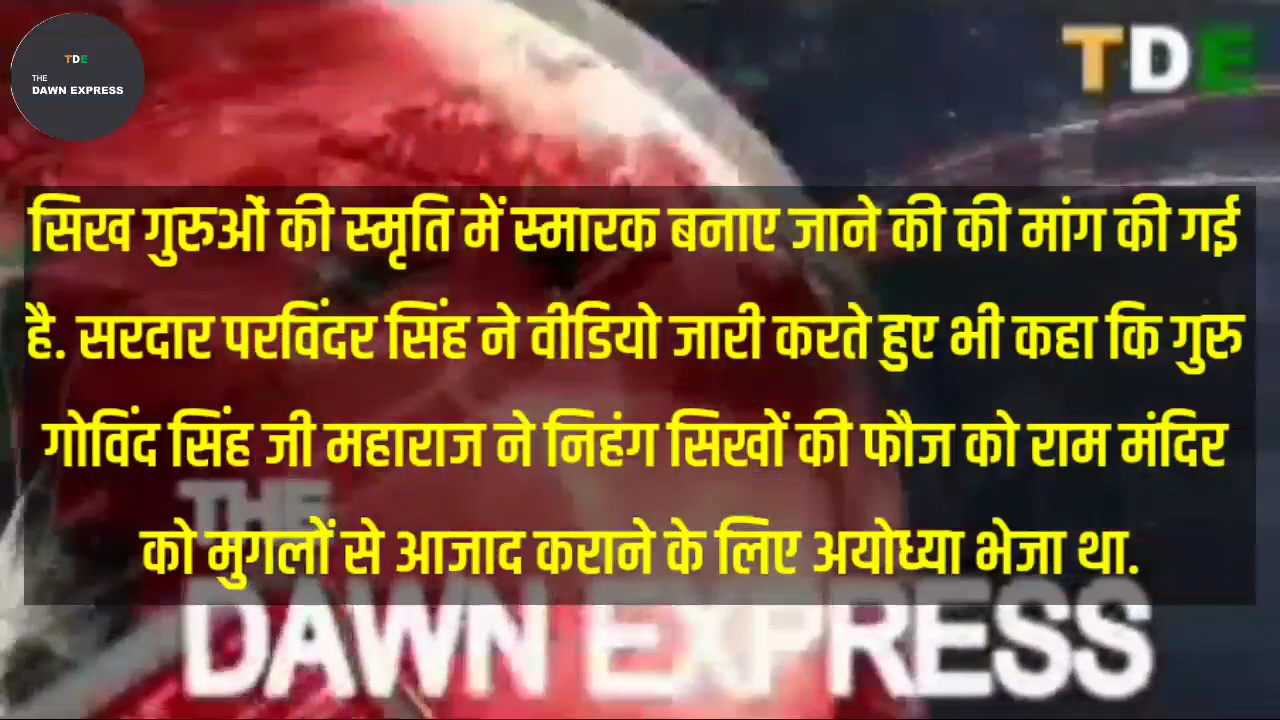 TDE
THE
DAWN EXPRESS
TDE
सिख गुरुओं की स्मृति में स्मारक बनाए जाने की की मांग की गई
है. सरदार परविंदर सिंह ने वीडियो जारी करते हुए भी कहा कि गुरु
गोविंद सिंह जी महाराज ने निहंग सिखों की फौज को राम मंदिर
को मुगलों से आजाद कराने के लिए अयोध्या भेजा था.
THE
DAWN EXPRESS